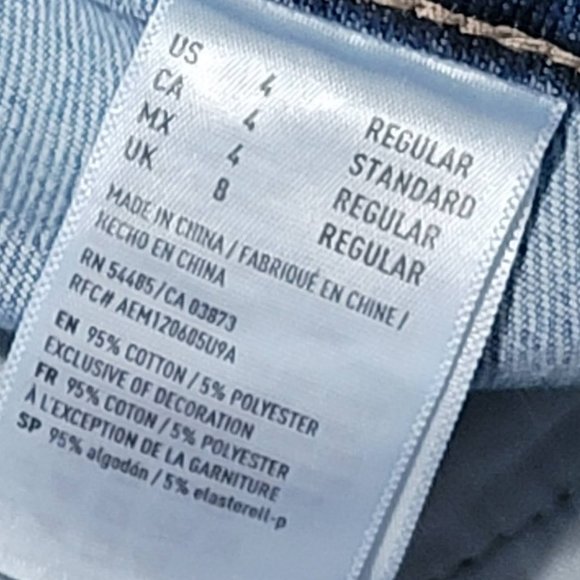 US 4 REGULAR
CA 4 STANDARD
MX 4 REGULAR
UK 8 REGULAR
MADE IN CHINA / FABRIQUÉ EN CHINE /
HECHO EN CHINA
RN 54485 / CA 03873
RFC# AEM120605U9A
EN 95% COTTON / 5% POLYESTER
EXCLUSIVE OF DECORATION
FR 95% COTON / 5% POLYESTER
À L'EXCEPTION DE LA GARNITURE
SP 95% algodón / 5% elasterell-p